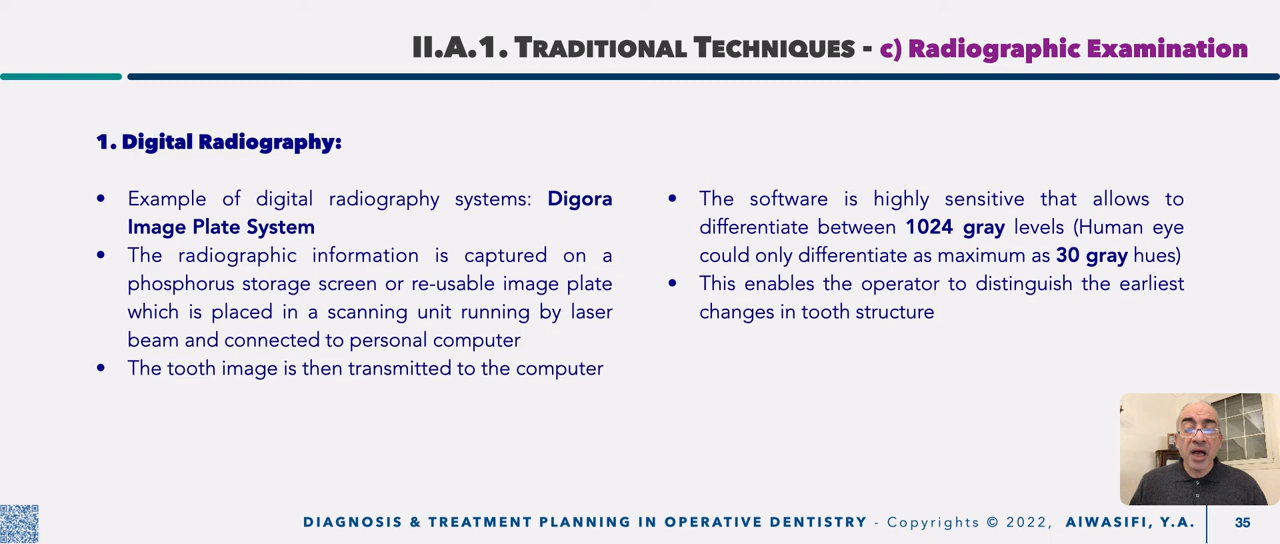 II.A.1. TRADITIONAL TECHNIQUES - c) Radiographic Examination
1. Digital Radiography:
• Example of digital radiography systems: Digora
Image Plate System
• The radiographic information is captured on a
phosphorus storage screen or re-usable image plate
which is placed in a scanning unit running by laser
beam and connected to personal computer
• The tooth image is then transmitted to the computer
• The software is highly sensitive that allows to
differentiate between 1024 gray levels (Human eye
could only differentiate as maximum as 30 gray hues)
• This enables the operator to distinguish the earliest
changes in tooth structure
DIAGNOSIS & TREATMENT PLANNING IN OPERATIVE DENTISTRY - Copyrights © 2022, AlWASIFI, Y.A. 35